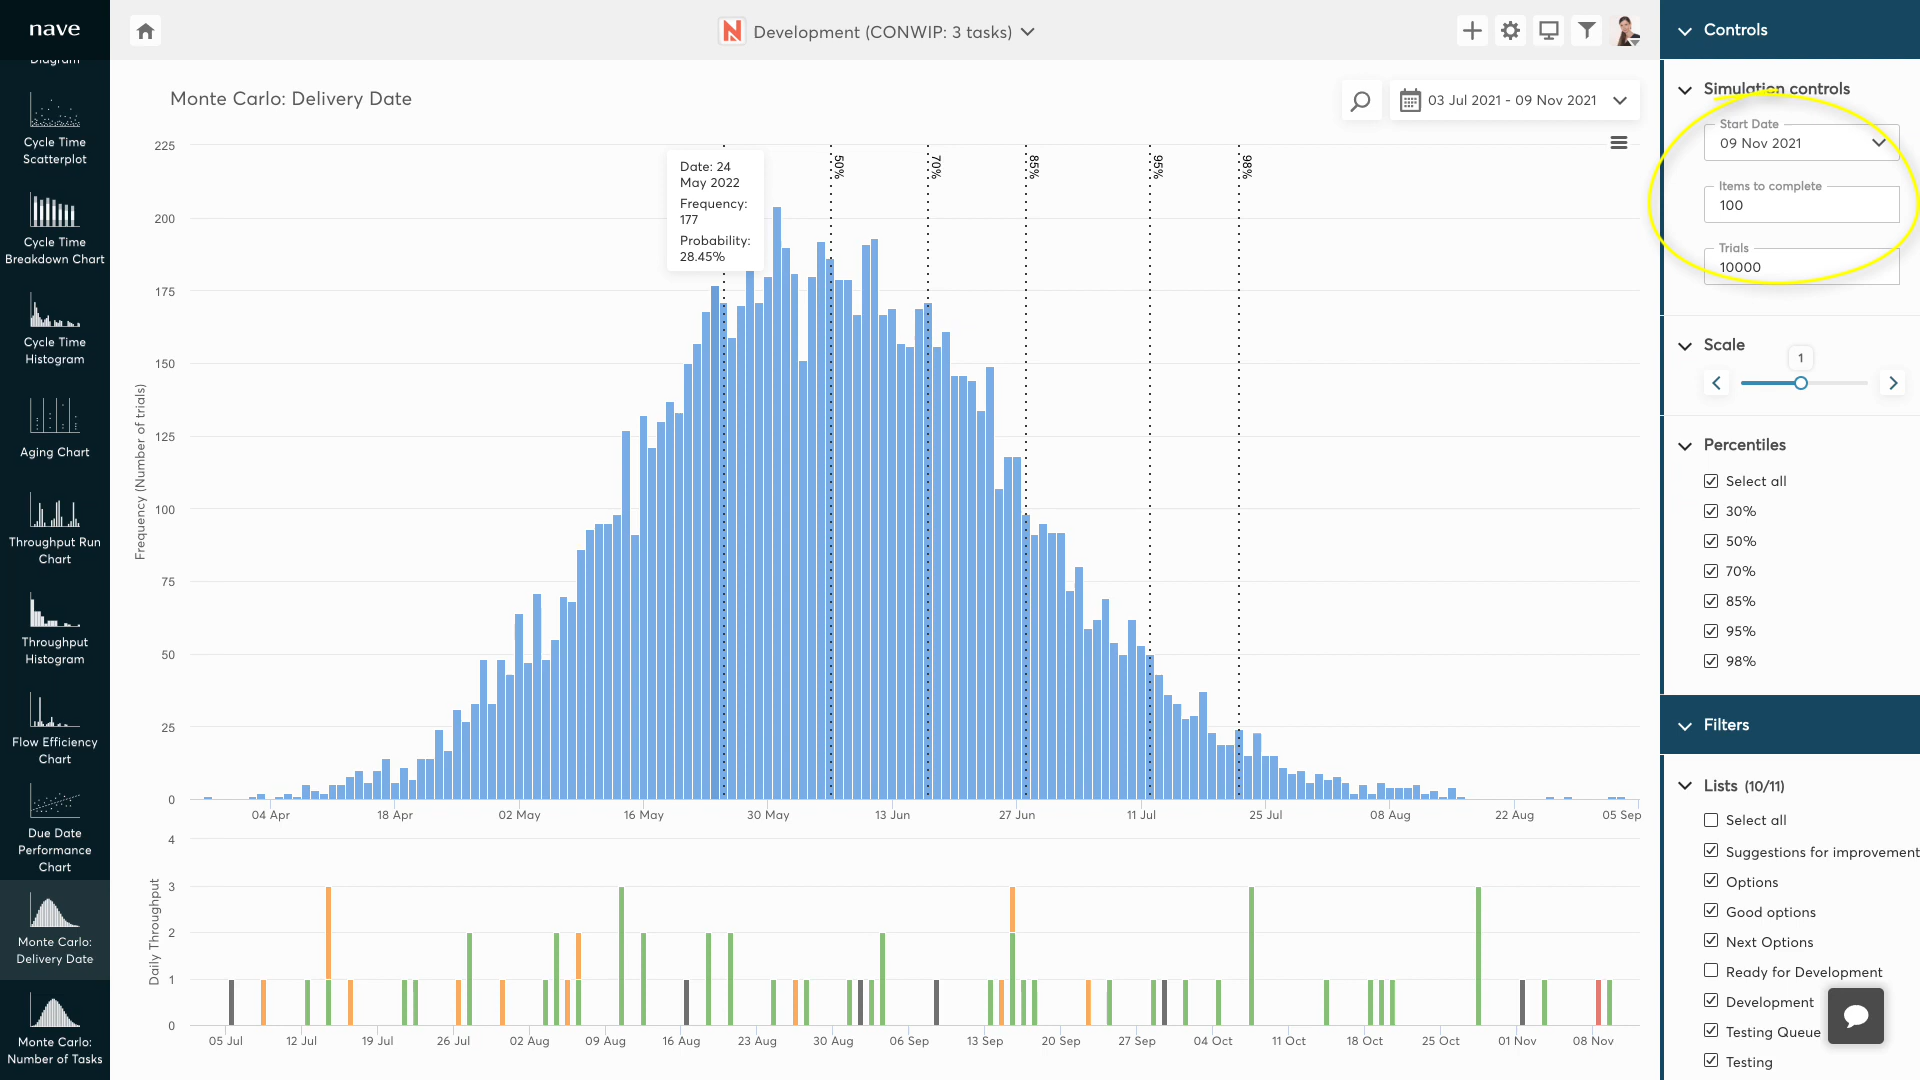 nave
Development (CONWIP: 3 tasks)
Controls
Diagram
Cycle Time
Scatterplot
Cycle Time
Breakdown Chart
Cycle Time
Histogram
Aging Chart
Throughput Run
Chart
Throughput
Histogram
Flow Efficiency
Chart
Due Date
Performance
Chart
Monte Carlo:
Delivery Date
Monte Carlo:
Number of Tasks
Monte Carlo: Delivery Date
03 Jul 2021 - 09 Nov 2021
Frequency (Number of trials)
225
200
175
150
125
100
75
50
25
0
Date: 24
May 2022
Frequency:
177
Probability:
28.45%
50%
70%
85%
95%
98%
04 Apr
18 Apr
02 May
16 May
30 May
13 Jun
27 Jun
11 Jul
25 Jul
08 Aug
22 Aug
05 Sep
Daily Throughput
4
3
2
1
0
05 Jul
12 Jul
19 Jul
26 Jul
02 Aug
09 Aug
16 Aug
23 Aug
30 Aug
06 Sep
13 Sep
20 Sep
27 Sep
04 Oct
11 Oct
18 Oct
25 Oct
01 Nov
08 Nov
Simulation controls
Start Date
09 Nov 2021
Items to complete
100
Trials
10000
Scale
1
Percentiles
Select all
30%
50%
70%
85%
95%
98%
Filters
Lists (10/11)
Select all
Suggestions for improvement
Options
Good options
Next Options
Ready for Development
Development
Testing Queue
Testing